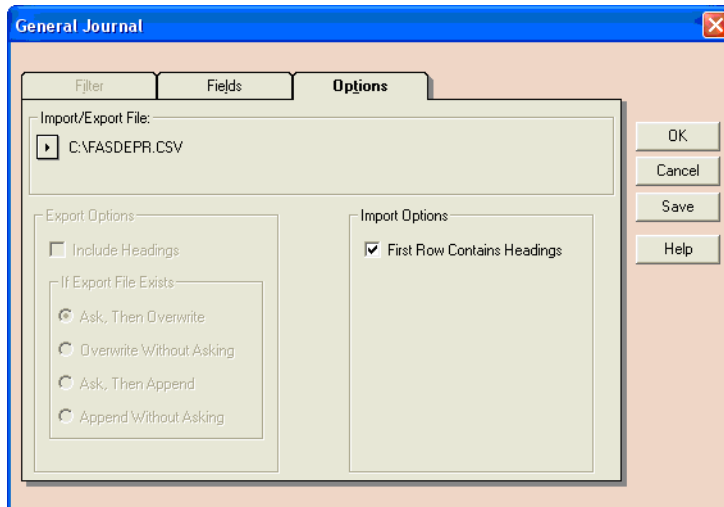 General Journal
Filter
Fields
Options
Import/Export File:
C:\FASDEPR.CSV
OK
Cancel
Save
Help
Export Options
Include Headings
If Export File Exists
Ask, Then Overwrite
Overwrite Without Asking
Ask, Then Append
Append Without Asking
Import Options
First Row Contains Headings